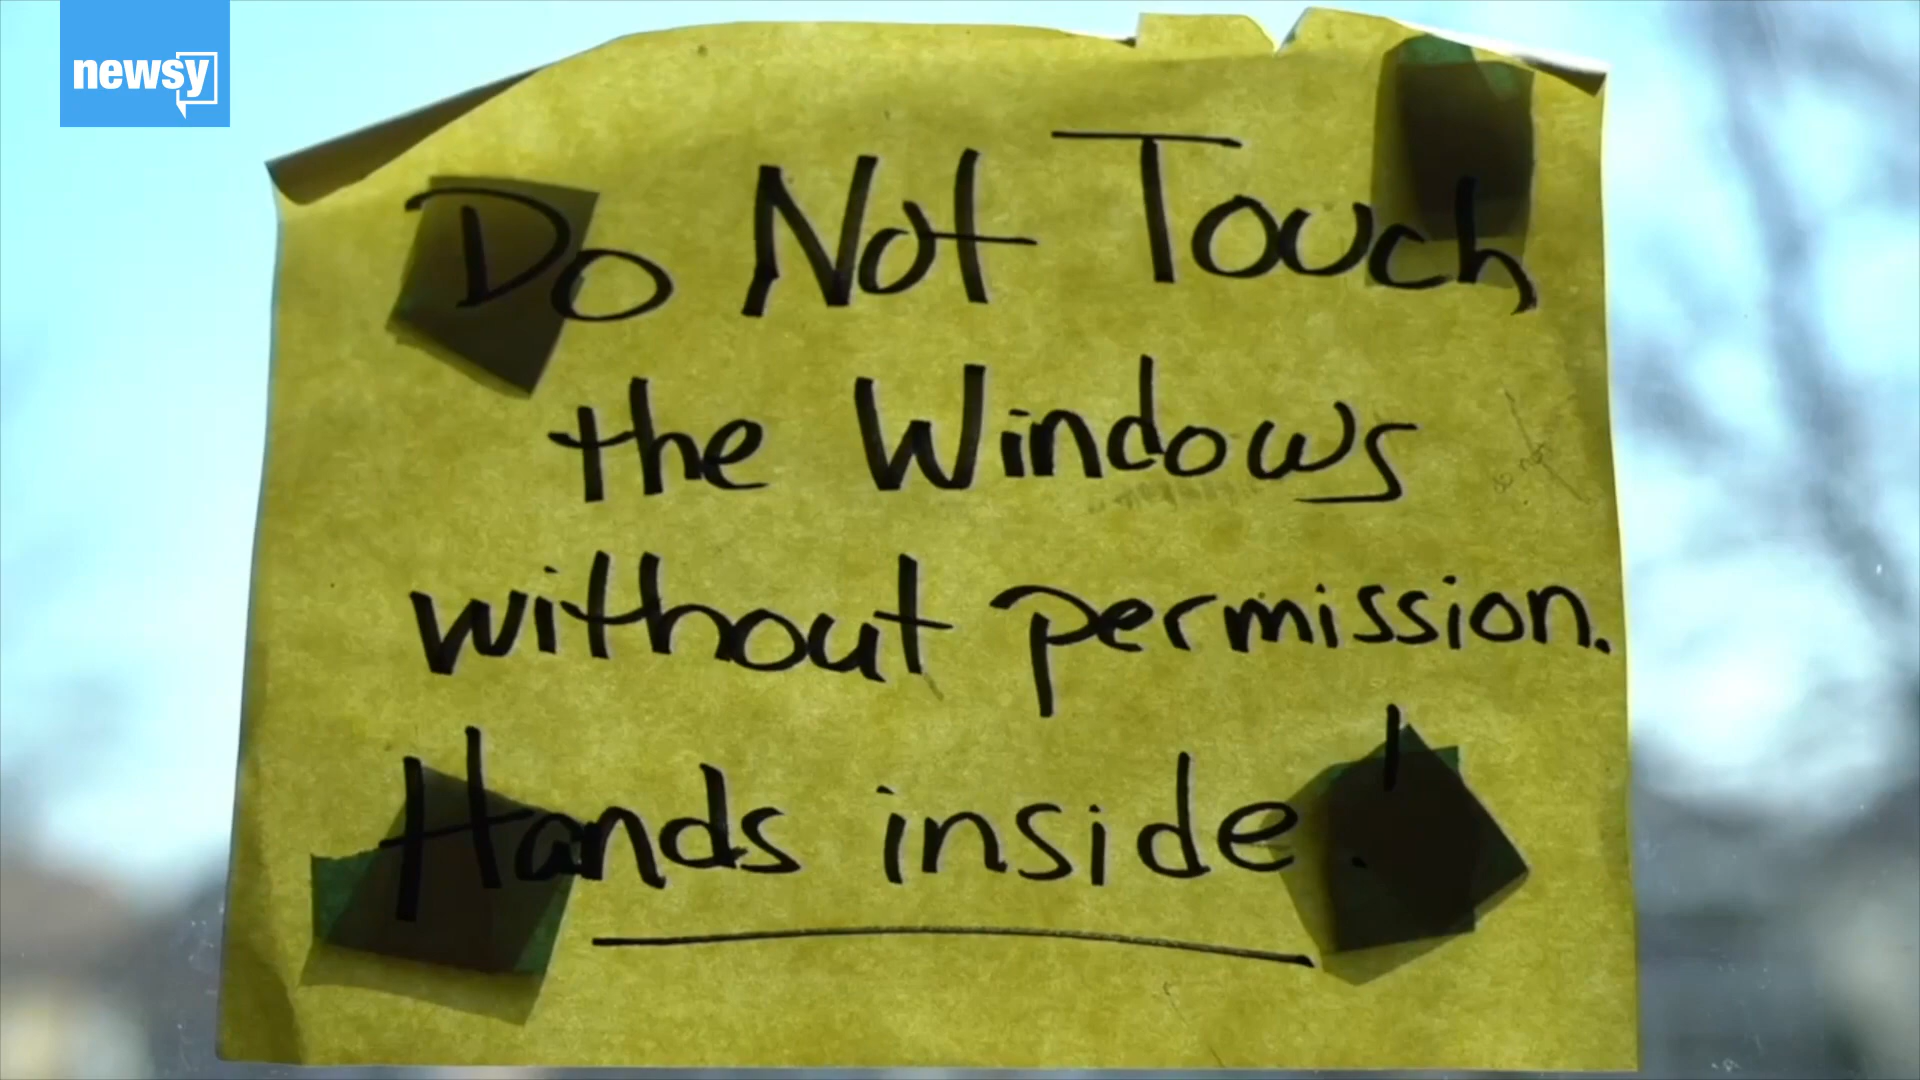 newsy
Do Not Touch
the Windows
without permission.
Hands inside!